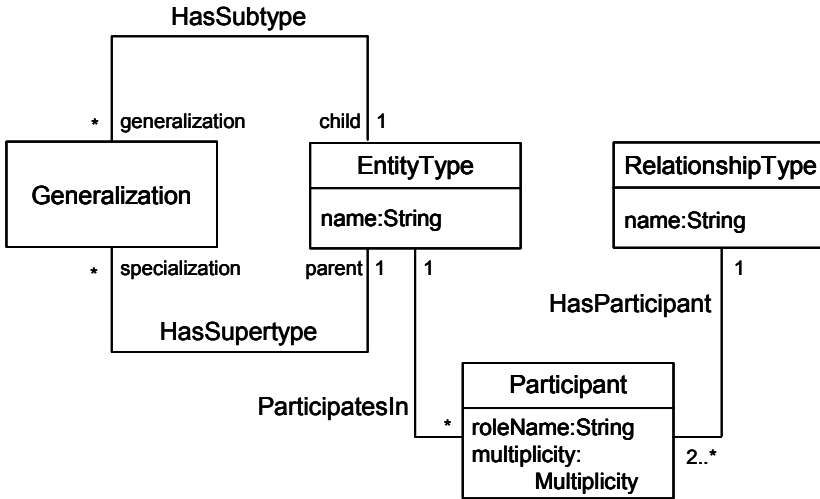 HasSubtype
* generalization child 1
Generalization
EntityType
name:String
RelationshipType
name:String
* specialization parent 1 1 1
HasSupertype
HasParticipant
ParticipatesIn
Participant
* roleName:String
multiplicity:
Multiplicity
2..*